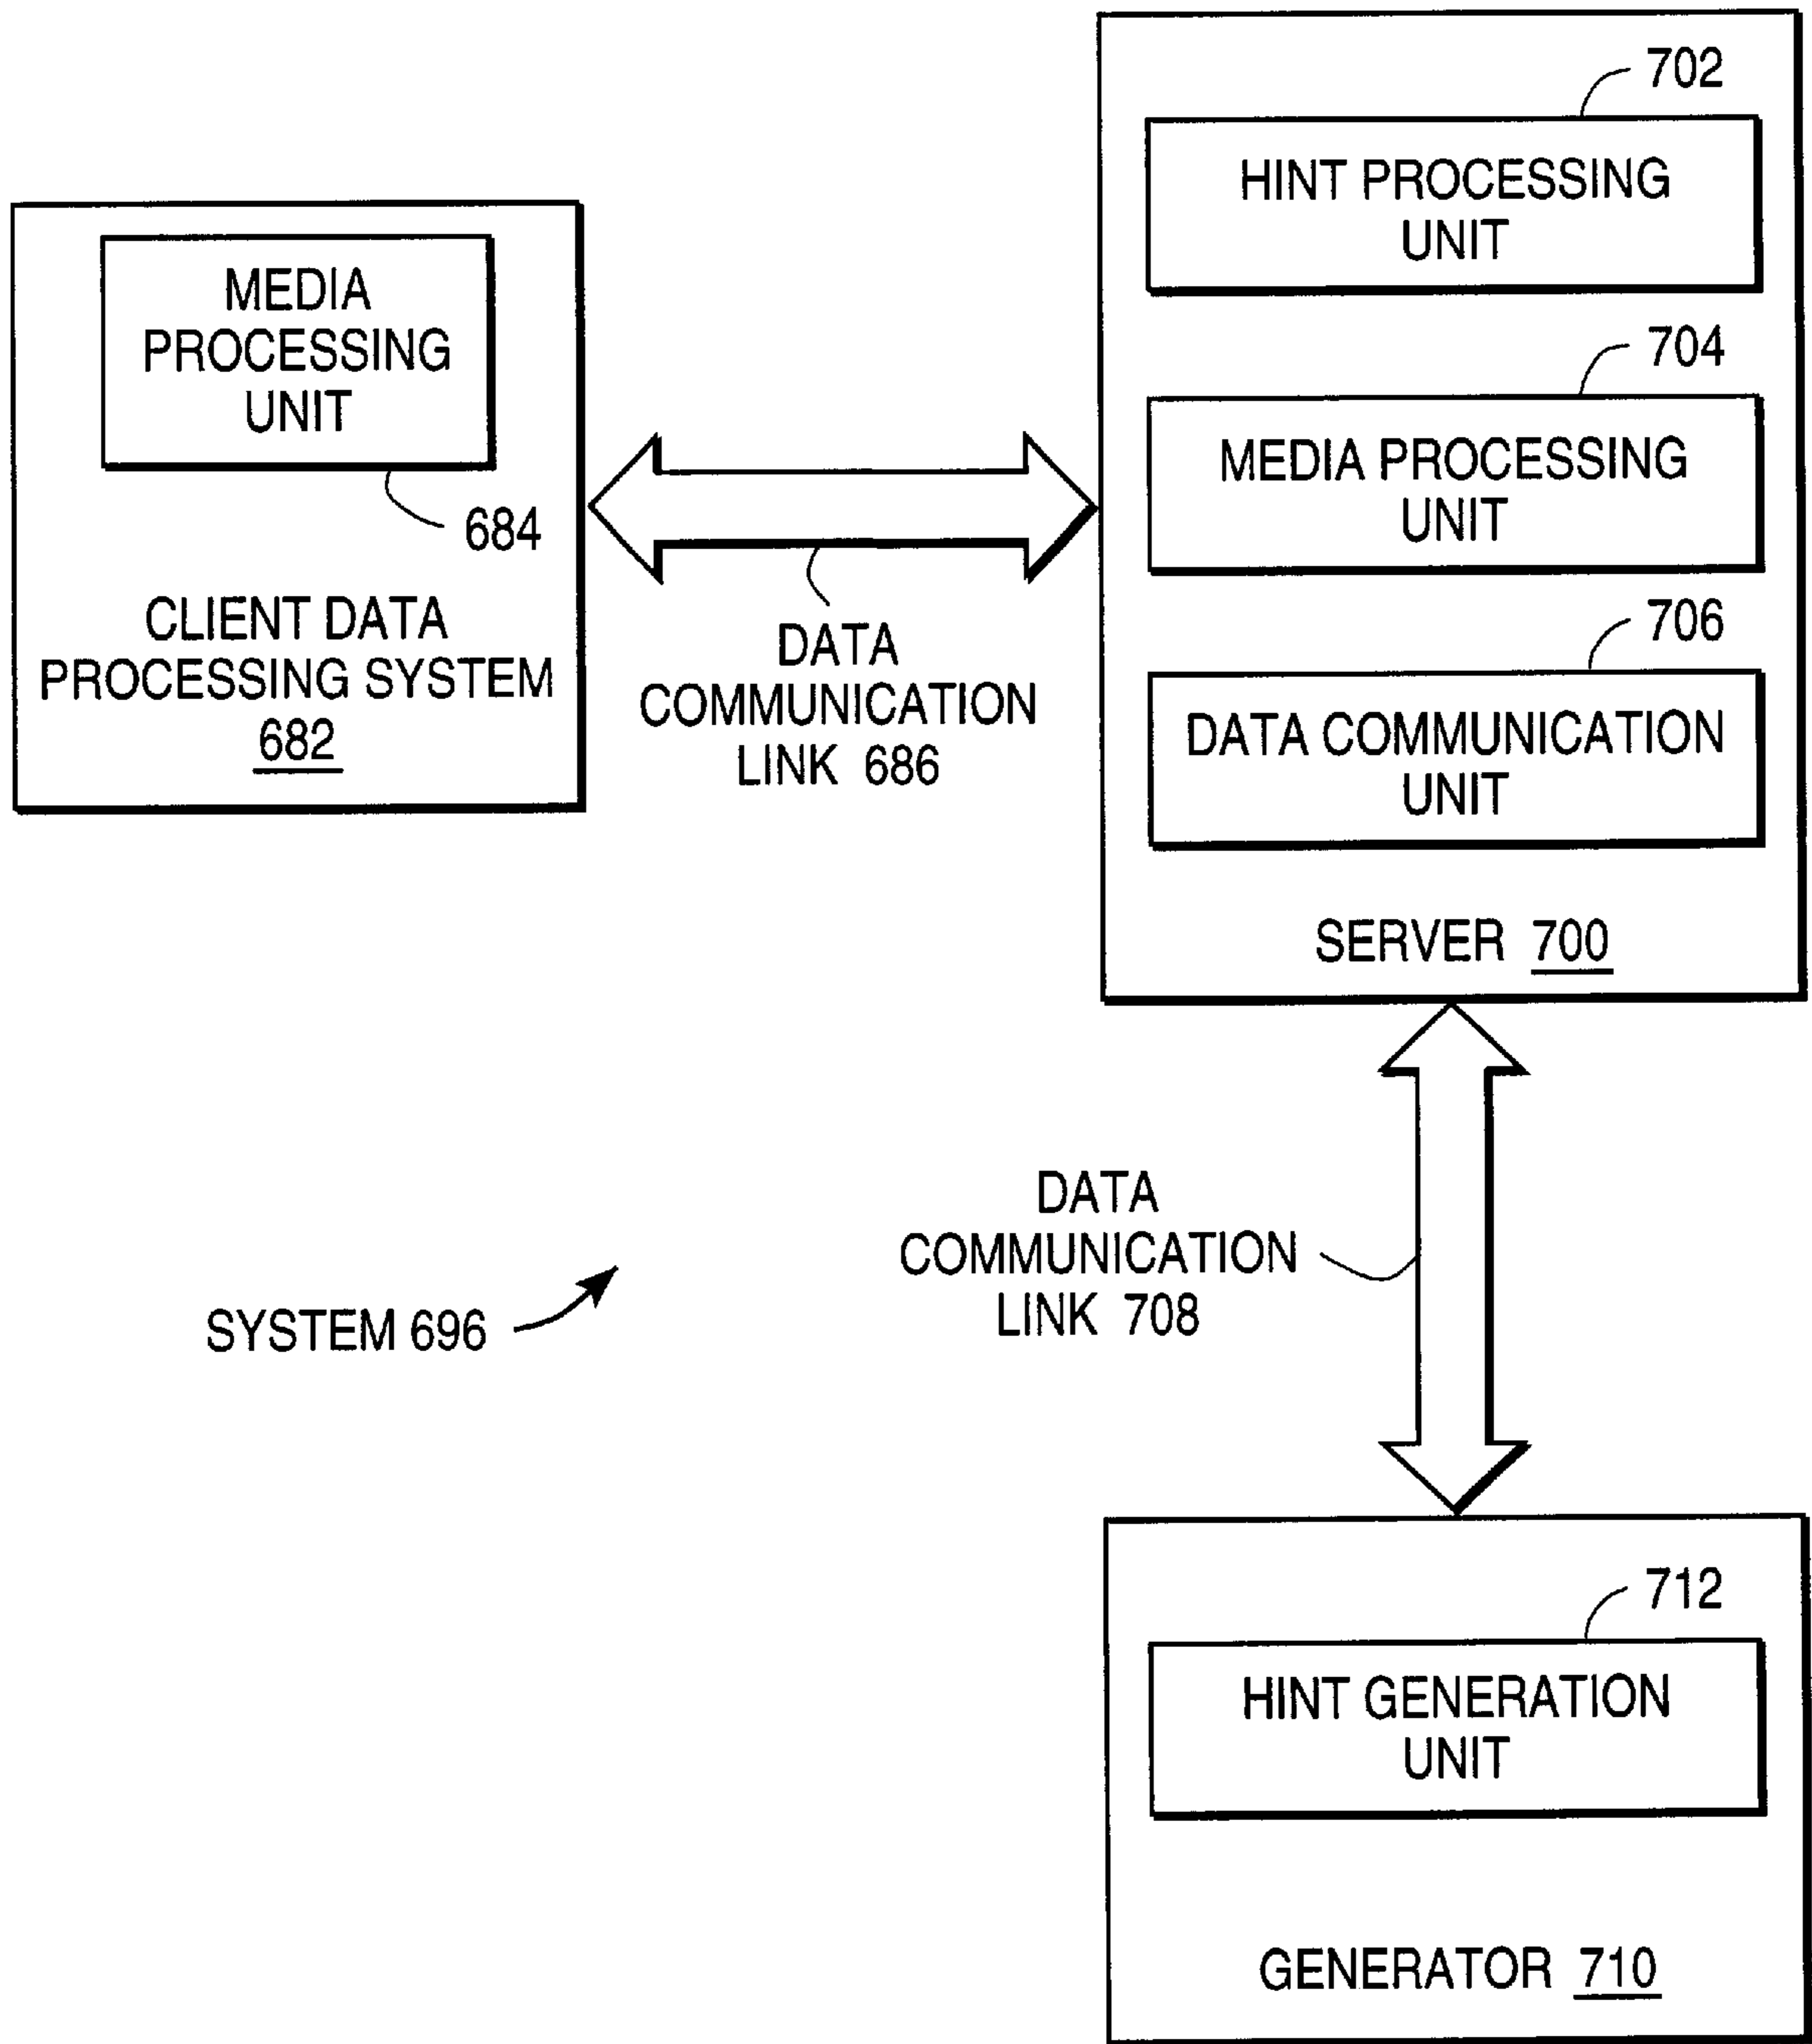 MEDIA
PROCESSING
UNIT
684
CLIENT DATA
PROCESSING SYSTEM
682
DATA
COMMUNICATION
LINK 686
702
HINT PROCESSING
UNIT
704
MEDIA PROCESSING
UNIT
706
DATA COMMUNICATION
UNIT
SERVER 700
DATA
COMMUNICATION
LINK 708
SYSTEM 696
712
HINT GENERATION
UNIT
GENERATOR 710